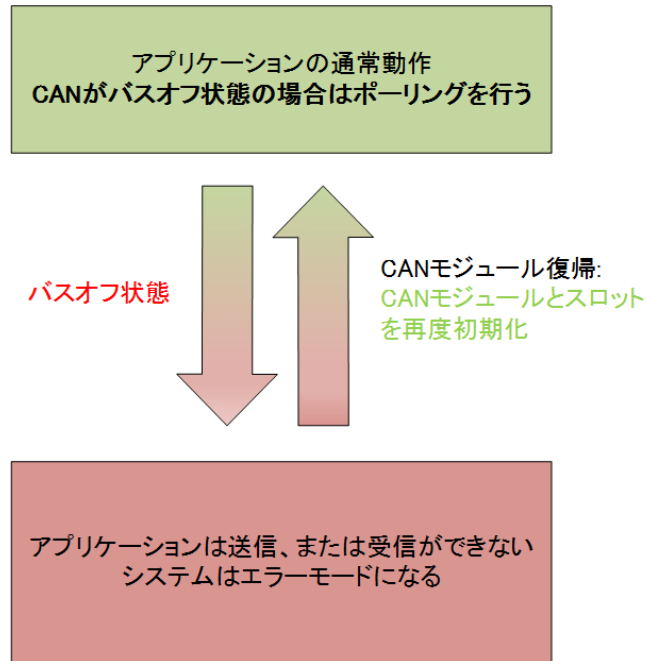 アプリケーションの通常動作
CANがバスオフ状態の場合はポーリングを行う
バスオフ状態
CANモジュール復帰:
CANモジュールとスロット
を再度初期化
アプリケーションは送信、または受信ができない
システムはエラーモードになる